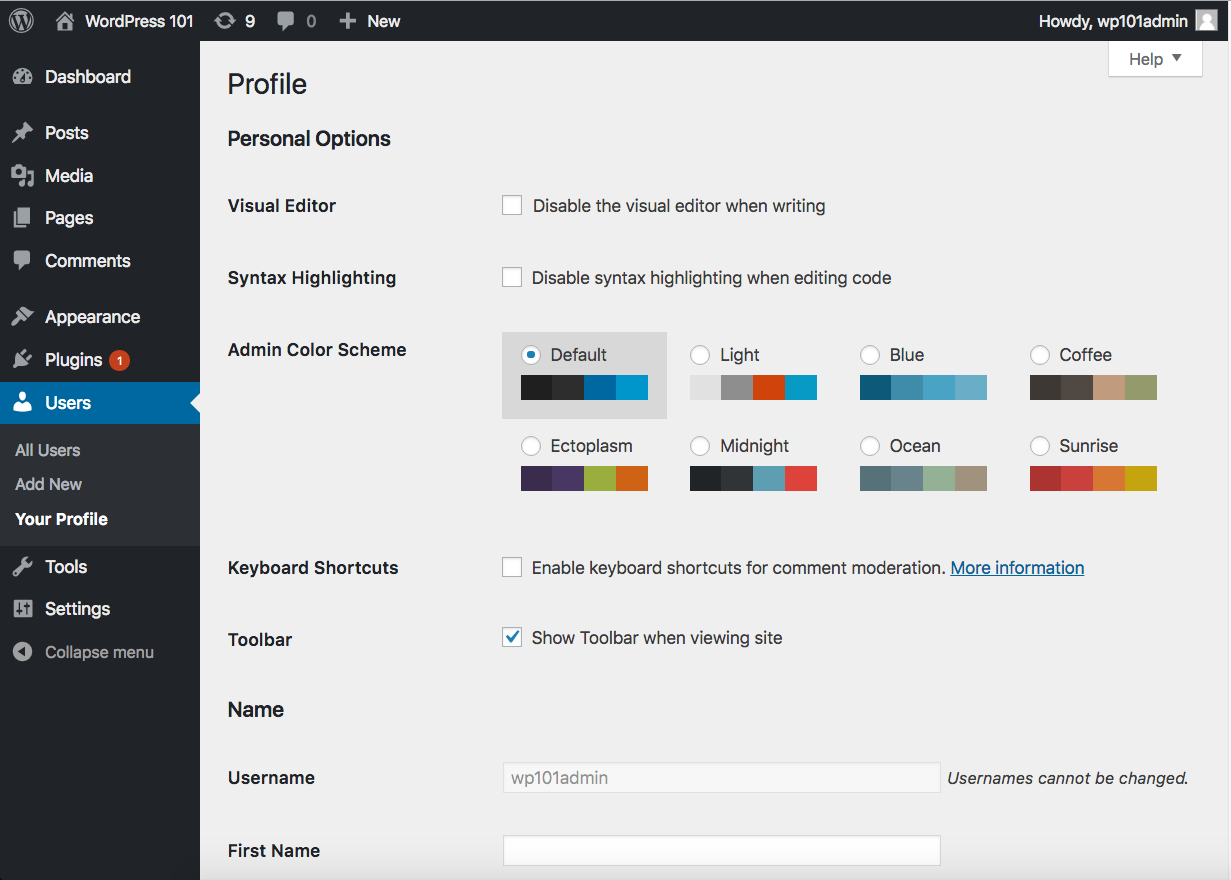 WordPress 101 9 0 New Howdy, wp101admin
Help
Dashboard
Posts
Media
Pages
Comments
Appearance
Plugins 1
Users
All Users
Add New
Your Profile
Tools
Settings
Collapse menu
Profile
Personal Options
Visual Editor Disable the visual editor when writing
Syntax Highlighting Disable syntax highlighting when editing code
Admin Color Scheme Default Light Blue Coffee
Ectoplasm Midnight Ocean Sunrise
Keyboard Shortcuts Enable keyboard shortcuts for comment moderation. More information
Toolbar Show Toolbar when viewing site
Name
Username wp101admin Usernames cannot be changed.
First Name